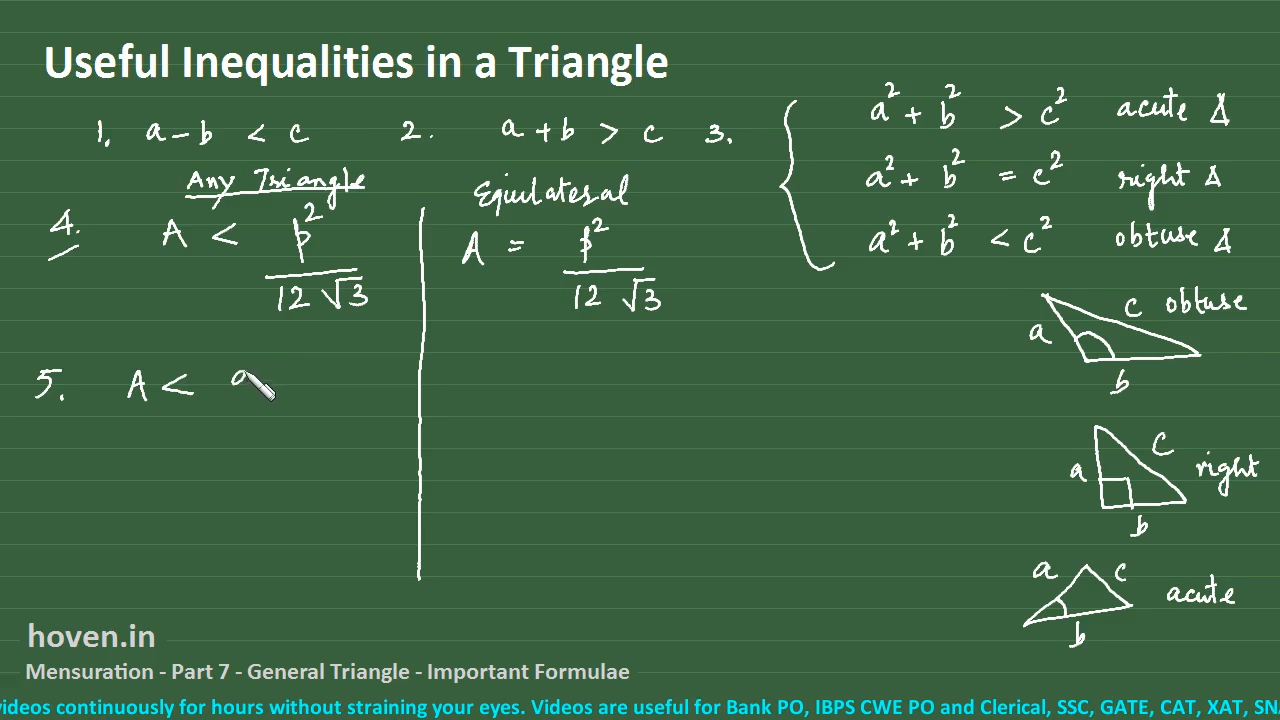 Useful Inequalities in a Triangle
1. a - b < c 2. a + b > c 3.
a² + b² > c² acute Δ
a² + b² = c² right Δ
a² + b² < c² obtuse Δ
Any Triangle
Equilateral
4. A < p² / 12 √3
A = p² / 12 √3
5. A <
a b c obtuse
a b c right
a b c acute
hoven.in
Mensuration - Part 7 - General Triangle - Important Formulae
videos continuously for hours without straining your eyes. Videos are useful for Bank PO, IBPS CWE PO and Clerical, SSC, GATE, CAT, XAT, SN